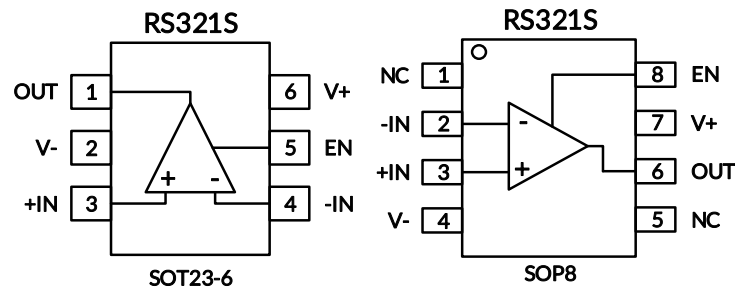 RS321S
OUT 1 6 V+
V- 2 5 EN
+IN 3 4 -IN
+ -
SOT23-6
RS321S
NC 1 8 EN
-IN 2 - 7 V+
+IN 3 + 6 OUT
V- 4 5 NC
SOP8